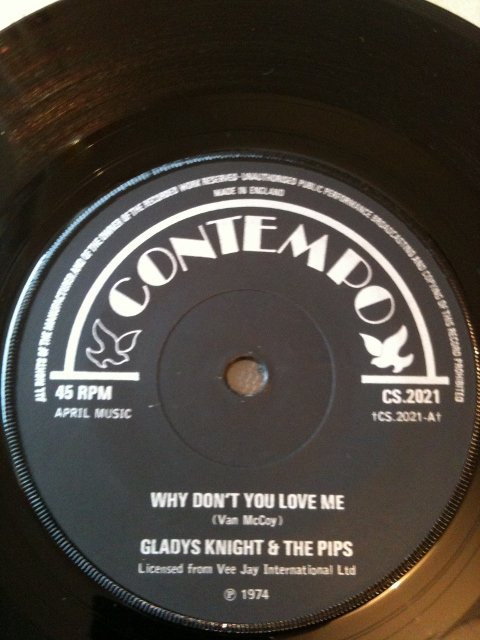 ALL RIGHTS OF THE MANUFACTURER AND OF THE OWNER OF THE RECORDED WORK RESERVED · UNAUTHORISED PUBLIC PERFORMANCE BROADCASTING AND COPYING OF THIS RECORD PROHIBITED
MADE IN ENGLAND
CONTEMPO
45 RPM
CS.2021
APRIL MUSIC
†CS.2021-A†
WHY DON'T YOU LOVE ME
(Van McCoy)
GLADYS KNIGHT & THE PIPS
Licensed from Vee Jay International Ltd
℗ 1974